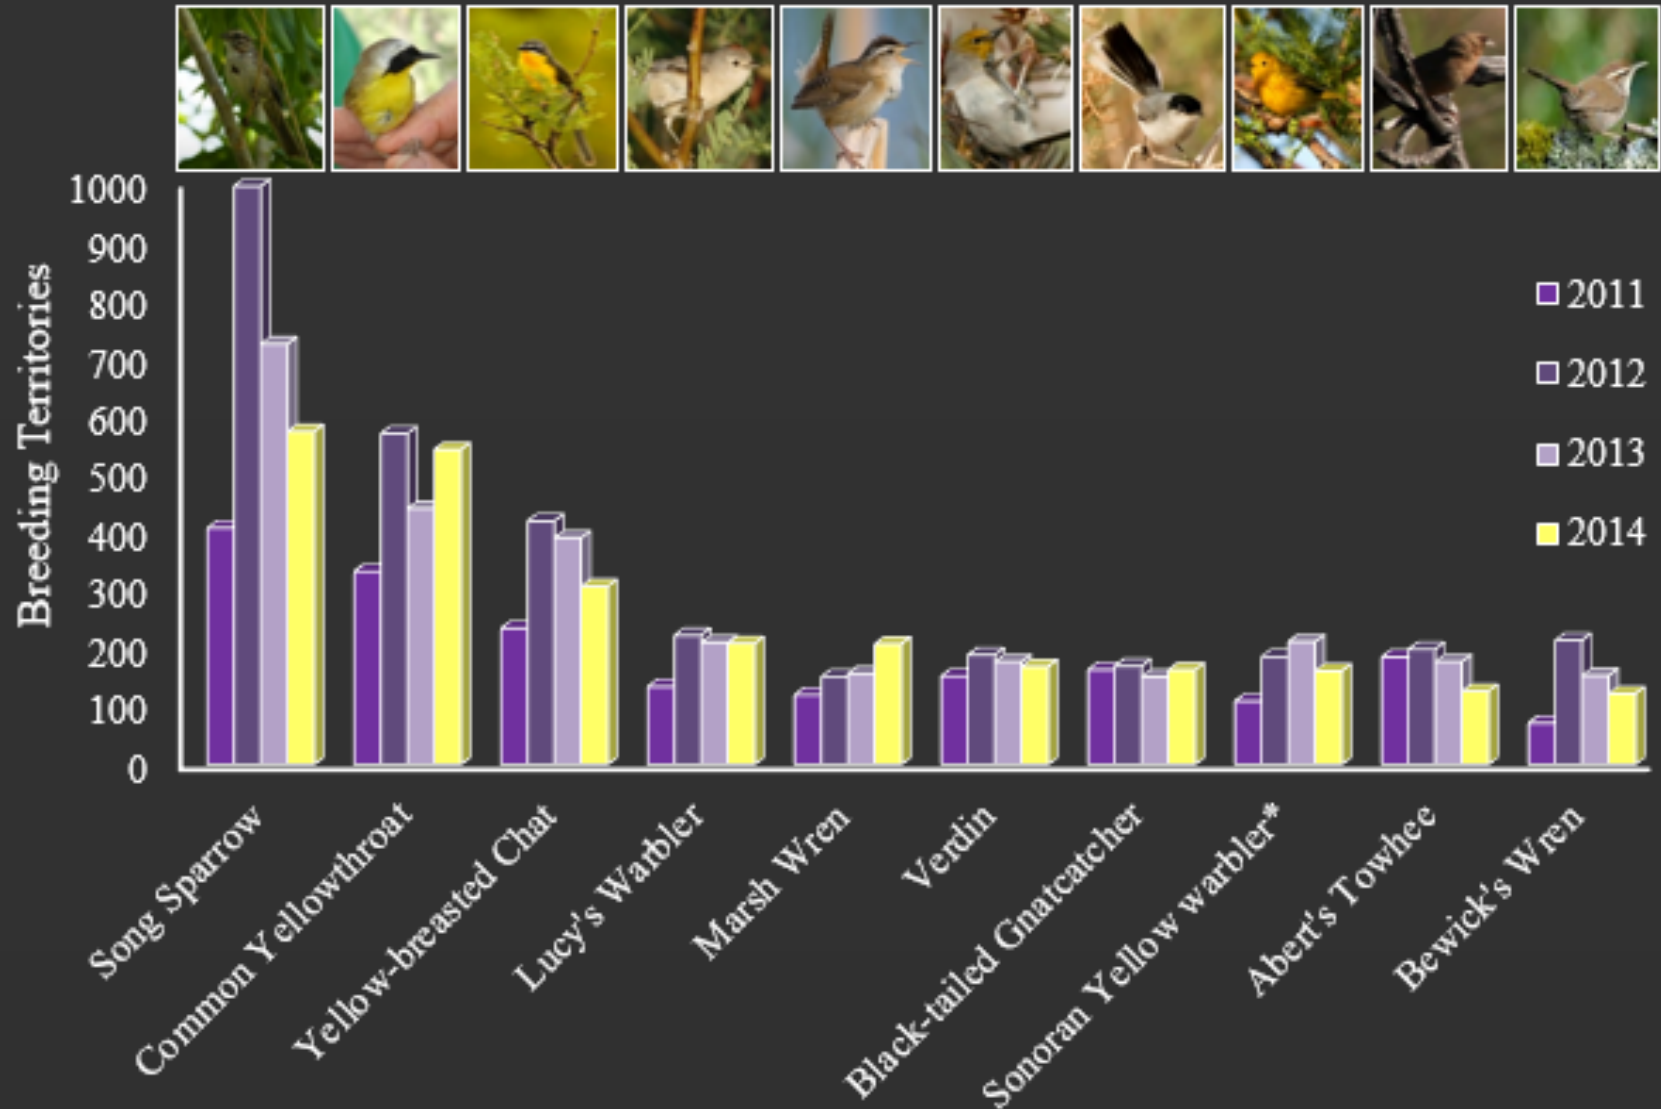 1000
900
800
700
600
500
400
300
200
100
0
Breeding Territories
2011
2012
2013
2014
Song Sparrow
Common Yellowthroat
Yellow-breasted Chat
Lucy's Warbler
Marsh Wren
Verdin
Black-tailed Gnatcatcher
Sonoran Yellow warbler*
Abert's Towhee
Bewick's Wren